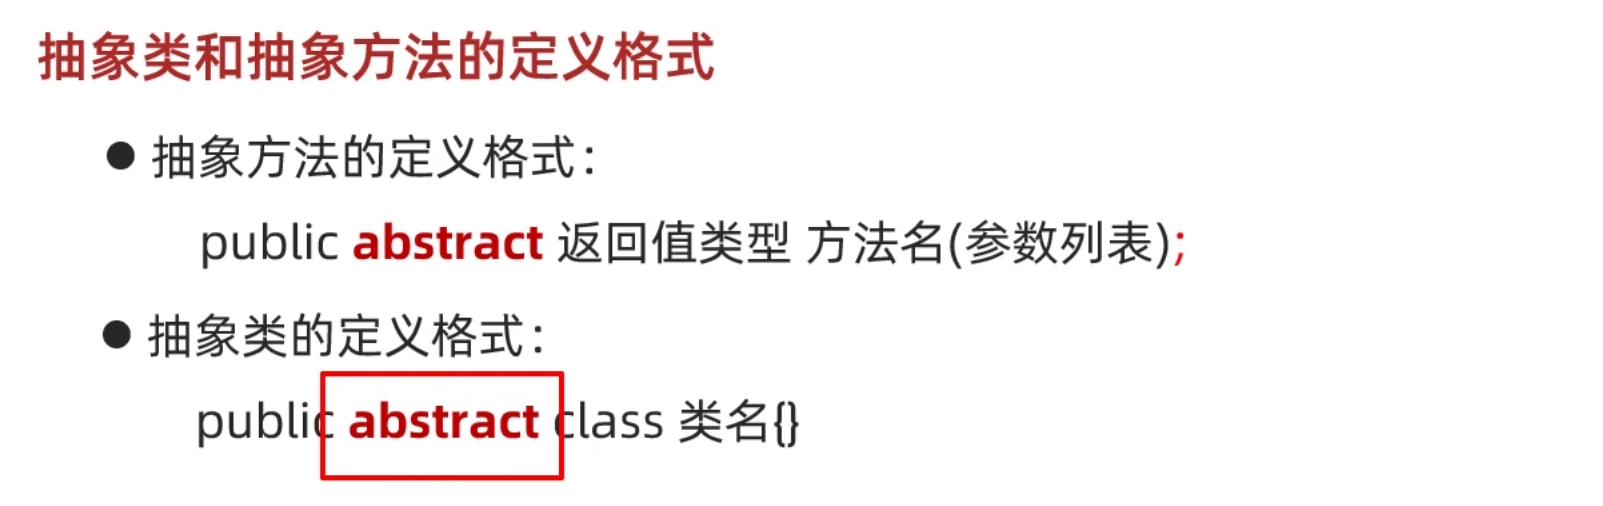 抽象类和抽象方法的定义格式
● 抽象方法的定义格式：
public abstract 返回值类型 方法名(参数列表);
● 抽象类的定义格式：
public abstract class 类名{}